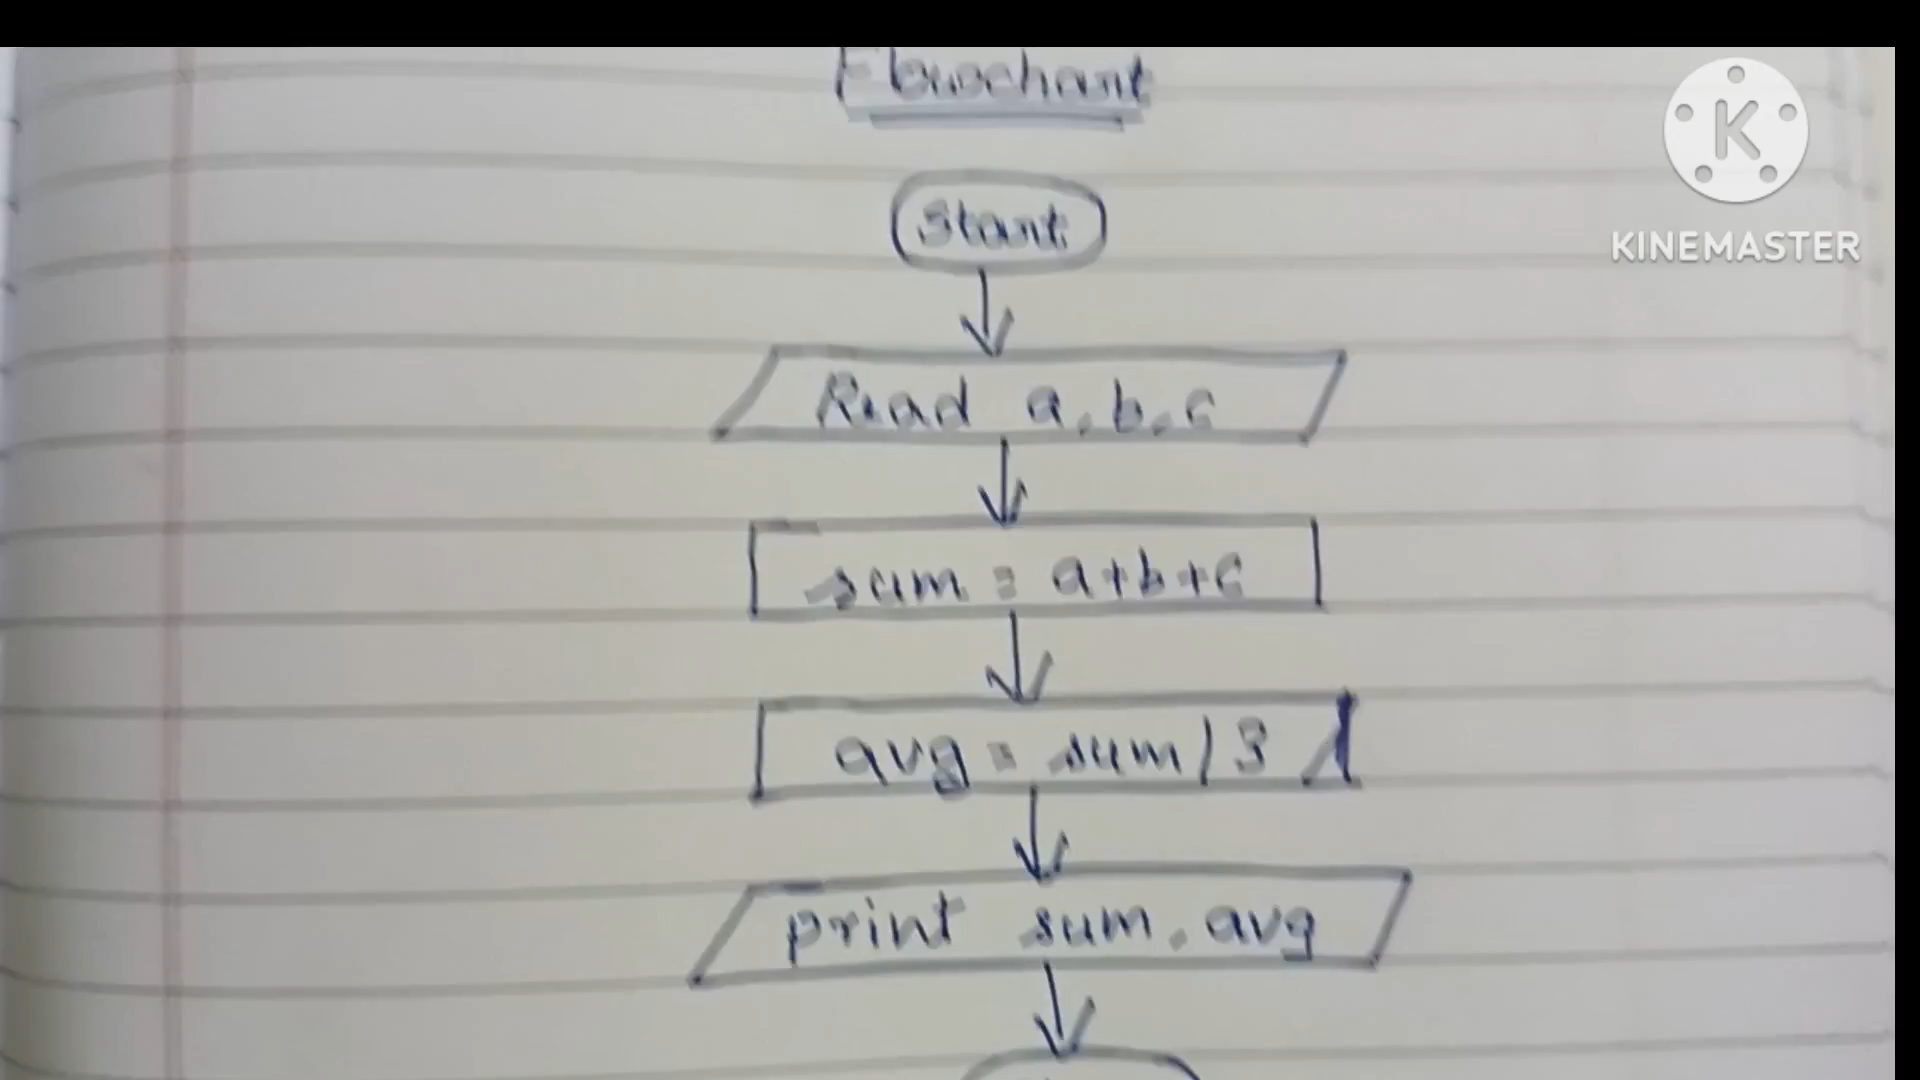 Flowchart
K
KINEMASTER
Start
Read a, b, c
sum = a+b+c
avg = sum/3
print sum, avg